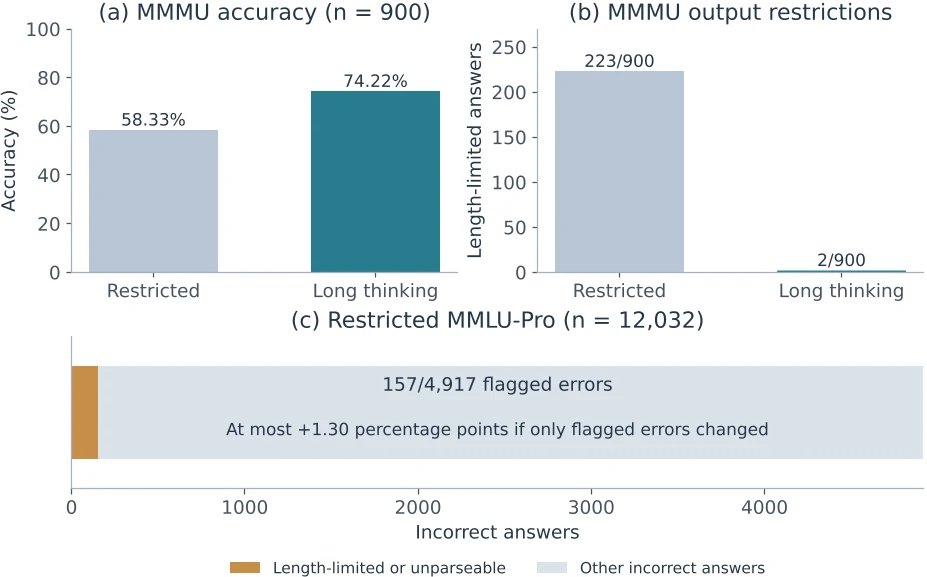 (a) MMMU accuracy (n = 900)
Accuracy (%)
100
80
60
40
20
0
58.33%
74.22%
Restricted
Long thinking
(b) MMMU output restrictions
Length-limited answers
250
200
150
100
50
0
223/900
2/900
Restricted
Long thinking
(c) Restricted MMLU-Pro (n = 12,032)
157/4,917 flagged errors
At most +1.30 percentage points if only flagged errors changed
0 1000 2000 3000 4000
Incorrect answers
Length-limited or unparseable
Other incorrect answers